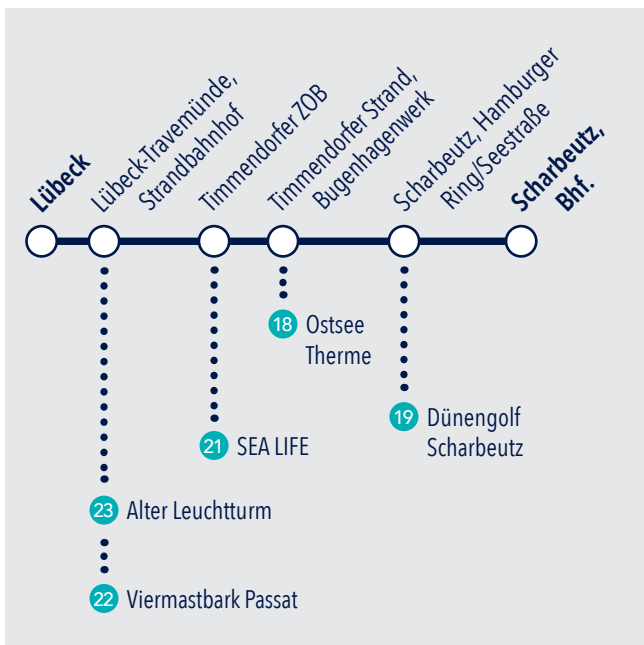 Lübeck
Lübeck-Travemünde,
Strandbahnhof
Timmendorfer ZOB
Timmendorfer Strand,
Bugenhagenwerk
Scharbeutz, Hamburger
Ring/Seestraße
Scharbeutz,
Bhf.
18 Ostsee
Therme
19 Dünengolf
Scharbeutz
21 SEA LIFE
23 Alter Leuchtturm
22 Viermastbark Passat